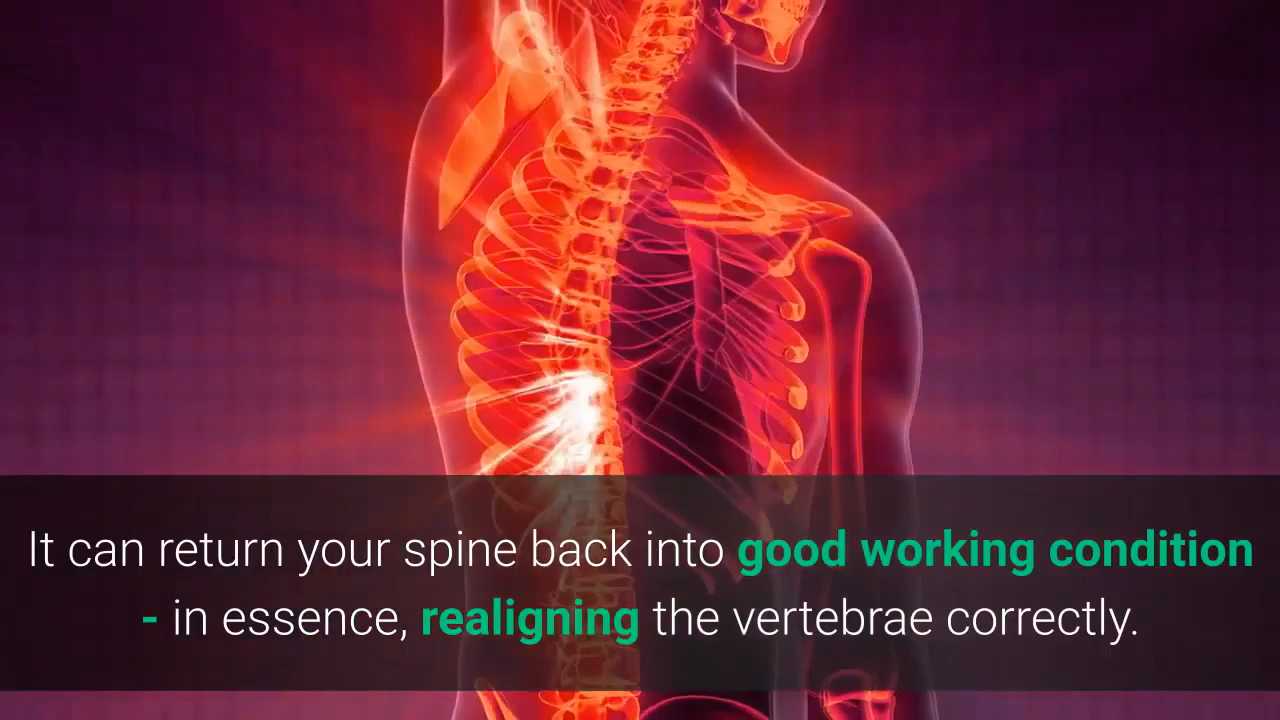 It can return your spine back into good working condition
- in essence, realigning the vertebrae correctly.